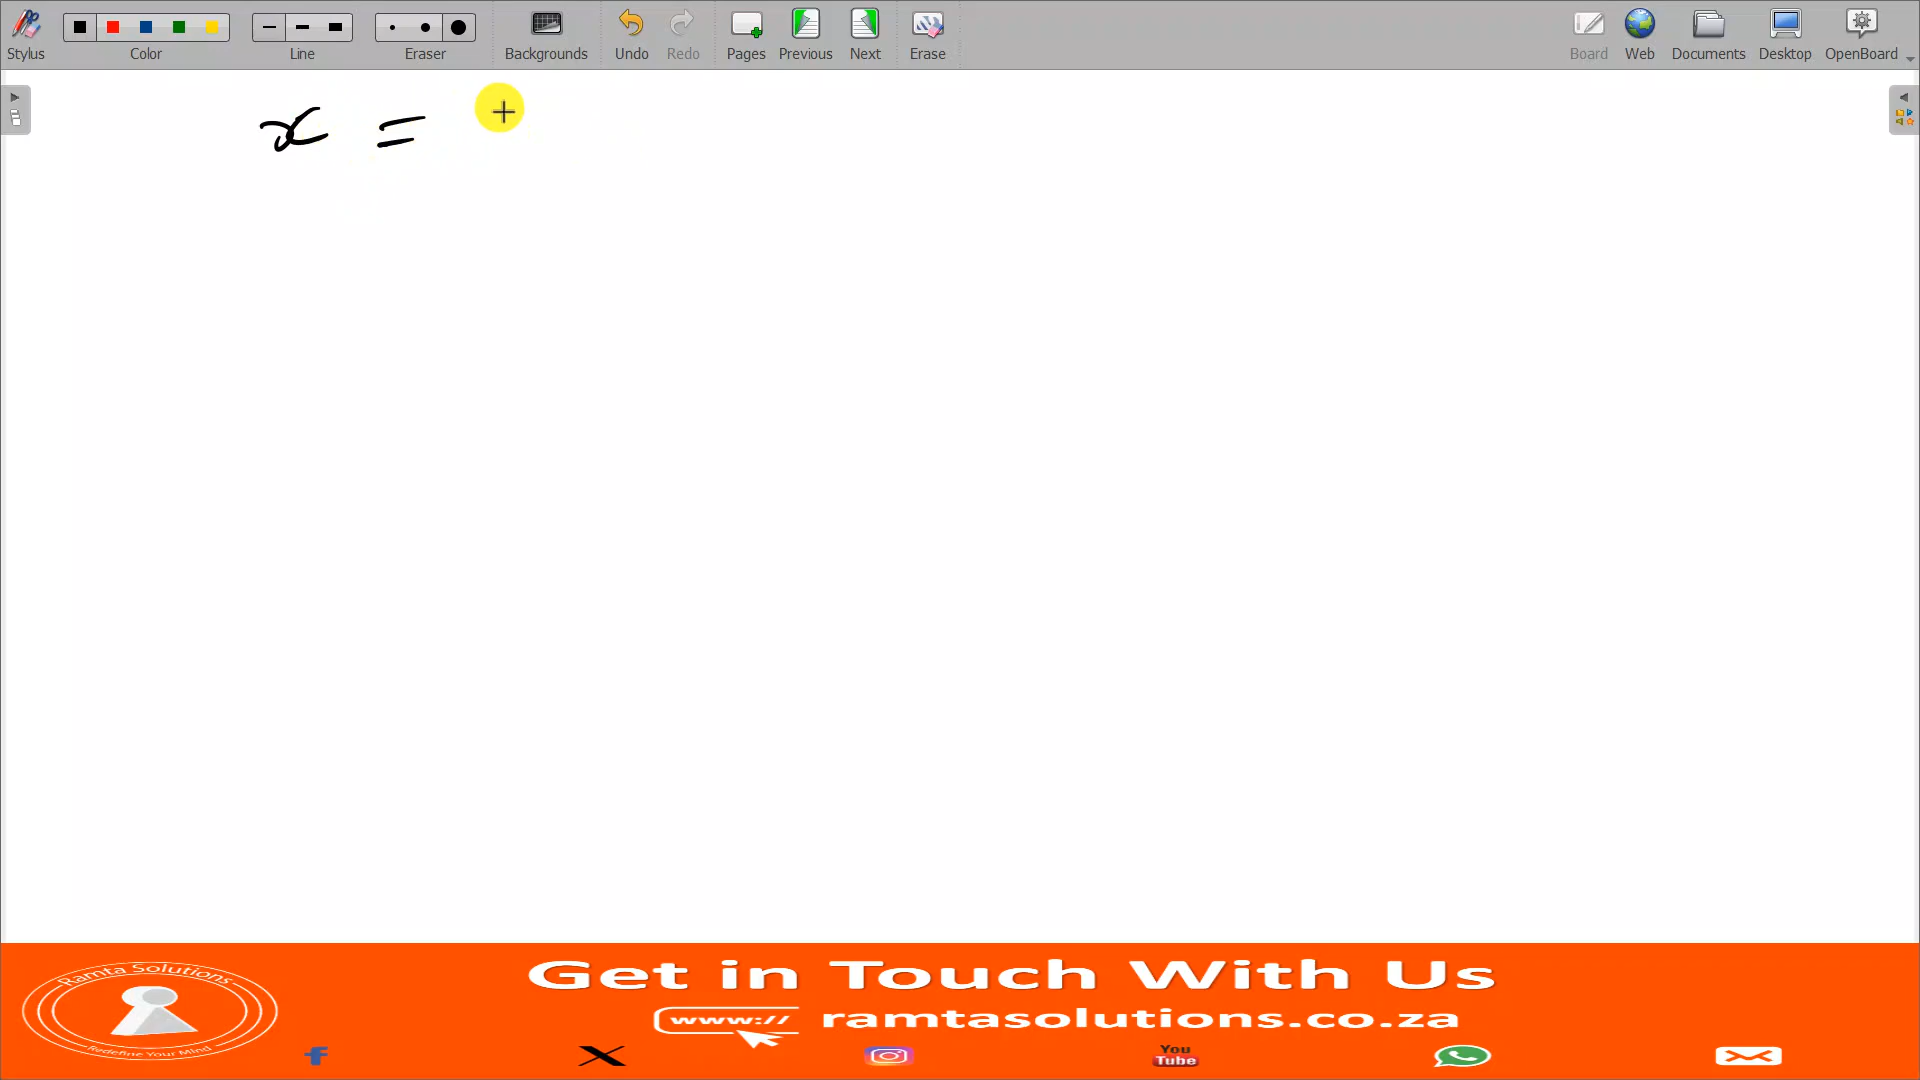 Stylus Color Line Eraser Backgrounds Undo Redo Pages Previous Next Erase Board Web Documents Desktop OpenBoard
x =
Get in Touch With Us
www:// ramtasolutions.co.za
Ramta Solutions
Redefine Your Mind
You
Tube